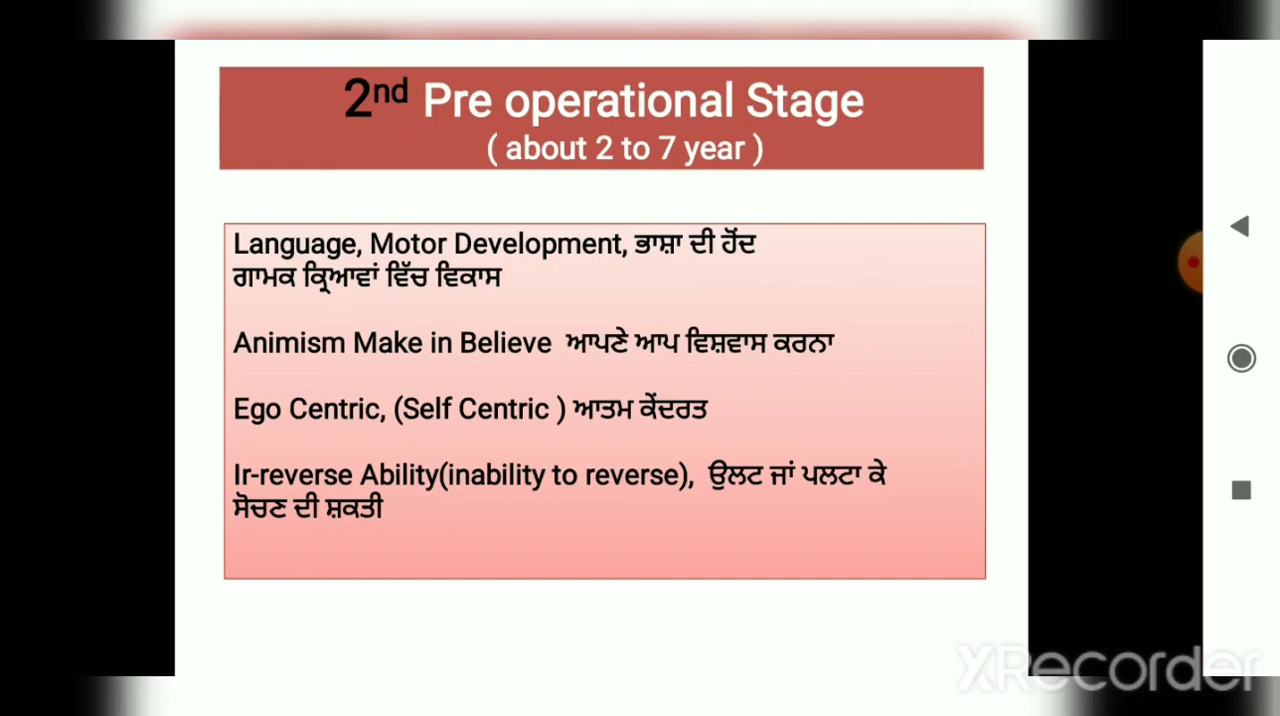 2nd Pre operational Stage
( about 2 to 7 year )
Language, Motor Development, ਭਾਸ਼ਾ ਦੀ ਹੋਂਦ
ਗਾਮਕ ਕ੍ਰਿਆਵਾਂ ਵਿੱਚ ਵਿਕਾਸ
Animism Make in Believe ਆਪਣੇ ਆਪ ਵਿਸ਼ਵਾਸ ਕਰਨਾ
Ego Centric, (Self Centric ) ਆਤਮ ਕੇਂਦਰਤ
Ir-reverse Ability(inability to reverse), ਉਲਟ ਜਾਂ ਪਲਟਾ ਕੇ
ਸੋਚਣ ਦੀ ਸ਼ਕਤੀ
XRecorder